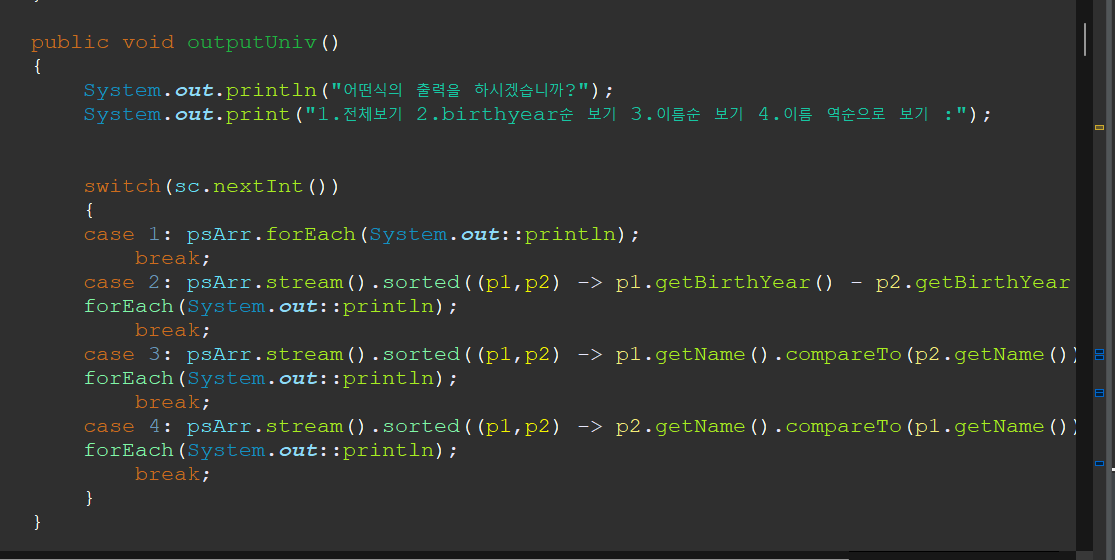 public void outputUniv()
{
System.out.println("어떤식의 출력을 하시겠습니까?");
System.out.print("1.전체보기 2.birthyear순 보기 3.이름순 보기 4.이름 역순으로 보기 :");
switch(sc.nextInt())
{
case 1: psArr.forEach(System.out::println);
break;
case 2: psArr.stream().sorted((p1,p2) -> p1.getBirthYear() - p2.getBirthYear
forEach(System.out::println);
break;
case 3: psArr.stream().sorted((p1,p2) -> p1.getName().compareTo(p2.getName())
forEach(System.out::println);
break;
case 4: psArr.stream().sorted((p1,p2) -> p2.getName().compareTo(p1.getName())
forEach(System.out::println);
break;
}
}